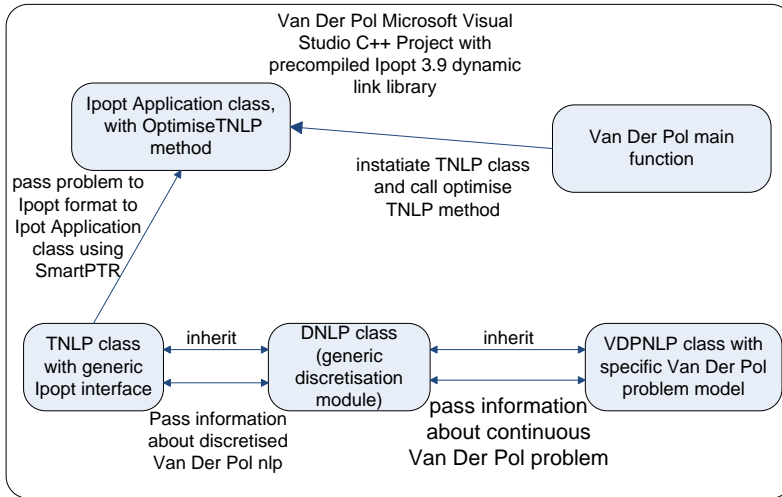 Van Der Pol Microsoft Visual
Studio C++ Project with
precompiled Ipopt 3.9 dynamic
link library
Ipopt Application class,
with OptimiseTNLP
method
Van Der Pol main
function
instatiate TNLP class
and call optimise
TNLP method
pass problem to
Ipopt format to
Ipot Application
class using
SmartPTR
TNLP class
with generic
Ipopt interface
inherit
DNLP class
(generic
discretisation
module)
inherit
VDPNLP class with
specific Van Der Pol
problem model
Pass information
about discretised
Van Der Pol nlp
pass information
about continuous
Van Der Pol problem